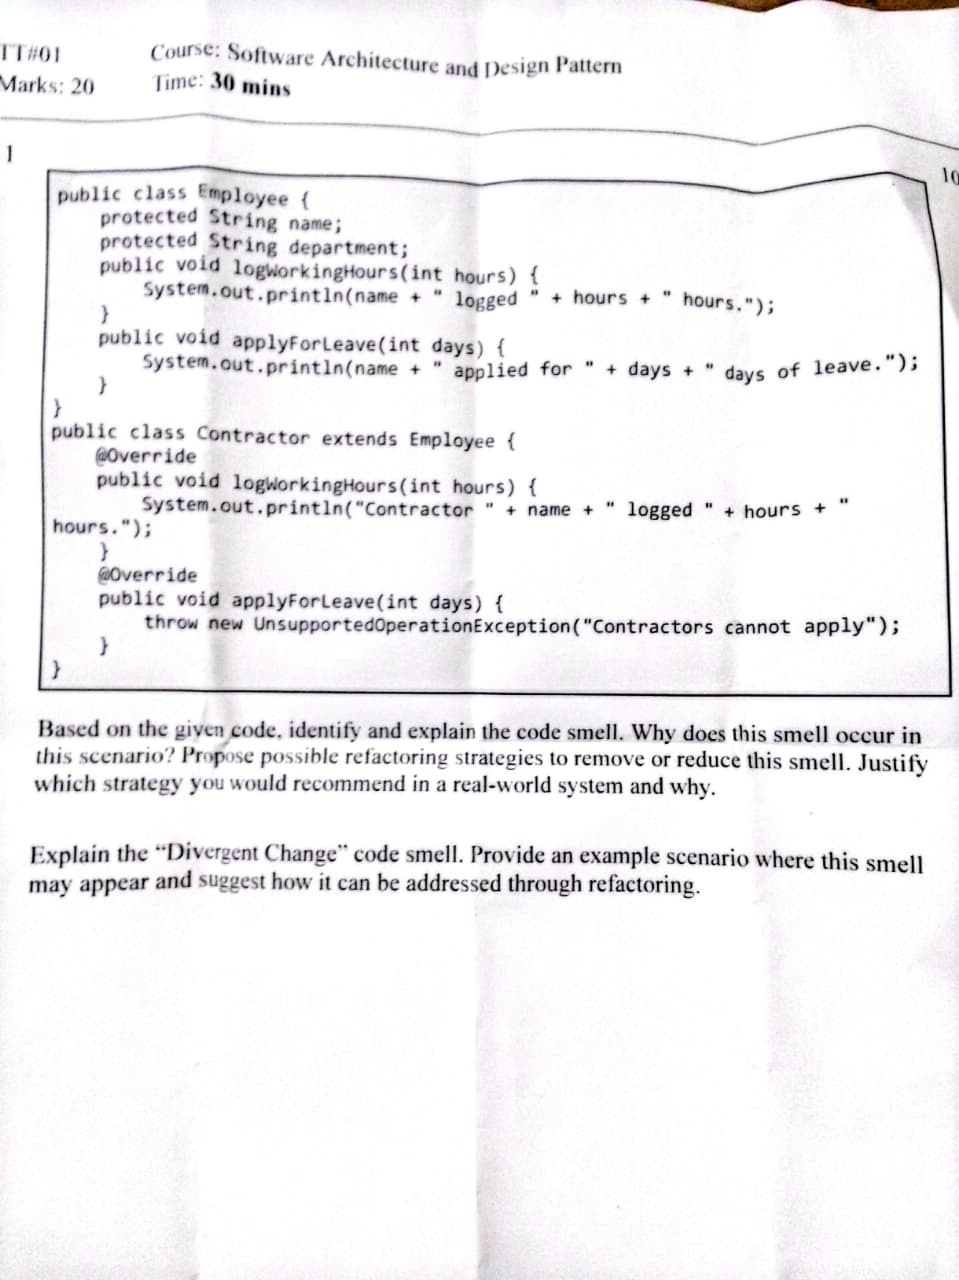 TT#01 Course: Software Architecture and Design Pattern
Marks: 20 Time: 30 mins
1
10
public class Employee {
protected String name;
protected String department;
public void logWorkingHours(int hours) {
System.out.println(name + " logged " + hours + " hours.");
}
public void applyForLeave(int days) {
System.out.println(name + " applied for " + days + " days of leave.");
}
}
public class Contractor extends Employee {
@Override
public void logWorkingHours(int hours) {
System.out.println("Contractor " + name + " logged " + hours + "
hours.");
}
@Override
public void applyForLeave(int days) {
throw new UnsupportedOperationException("Contractors cannot apply");
}
}
Based on the given code, identify and explain the code smell. Why does this smell occur in
this scenario? Propose possible refactoring strategies to remove or reduce this smell. Justify
which strategy you would recommend in a real-world system and why.
Explain the “Divergent Change” code smell. Provide an example scenario where this smell
may appear and suggest how it can be addressed through refactoring.